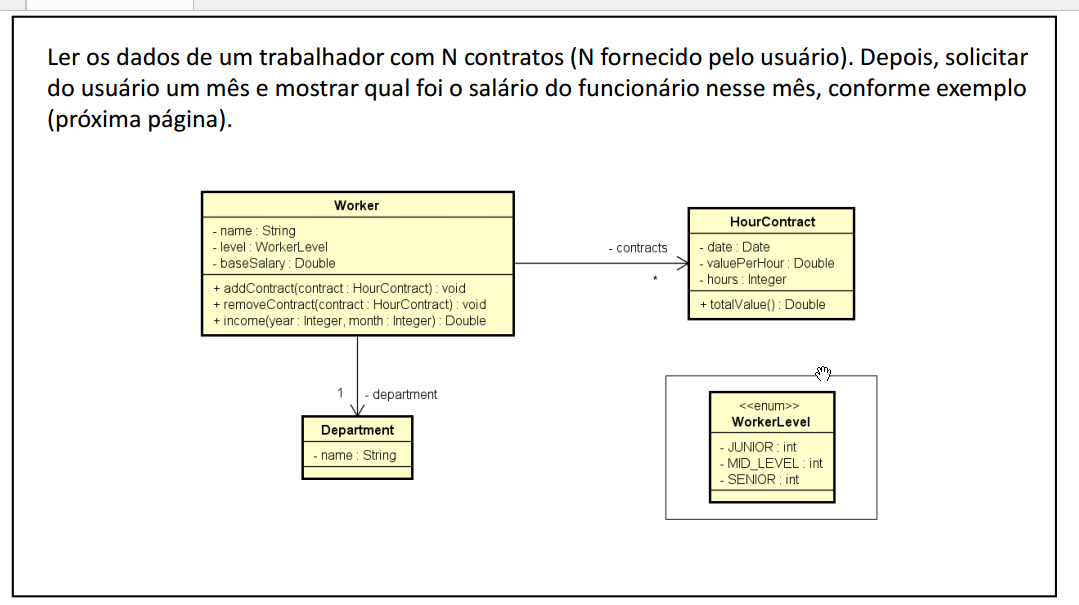 Ler os dados de um trabalhador com N contratos (N fornecido pelo usuário). Depois, solicitar
do usuário um mês e mostrar qual foi o salário do funcionário nesse mês, conforme exemplo
(próxima página).
Worker
- name : String
- level : WorkerLevel
- baseSalary : Double
+ addContract(contract : HourContract) : void
+ removeContract(contract : HourContract) : void
+ income(year : Integer, month : Integer) : Double
- contracts
*
HourContract
- date : Date
- valuePerHour : Double
- hours : Integer
+ totalValue() : Double
1
- department
Department
- name : String
<<enum>>
WorkerLevel
- JUNIOR : int
- MID_LEVEL : int
- SENIOR : int